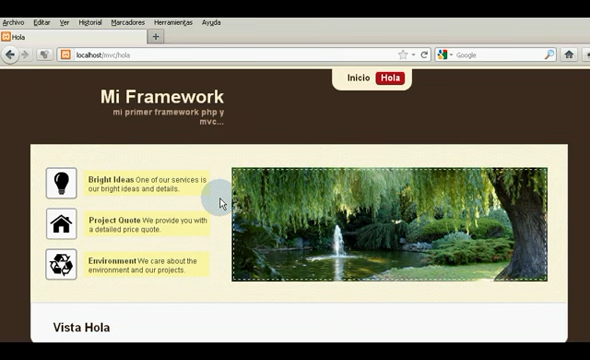 Archivo Editar Ver Historial Marcadores Herramientas Ayuda
Hola
localhost/mvc/hola
Google
Inicio Hola
Mi Framework
mi primer framework php y
mvc...
Bright Ideas One of our services is
our bright ideas and details.
Project Quote We provide you with
a detailed price quote.
Environment We care about the
environment and our projects.
Vista Hola